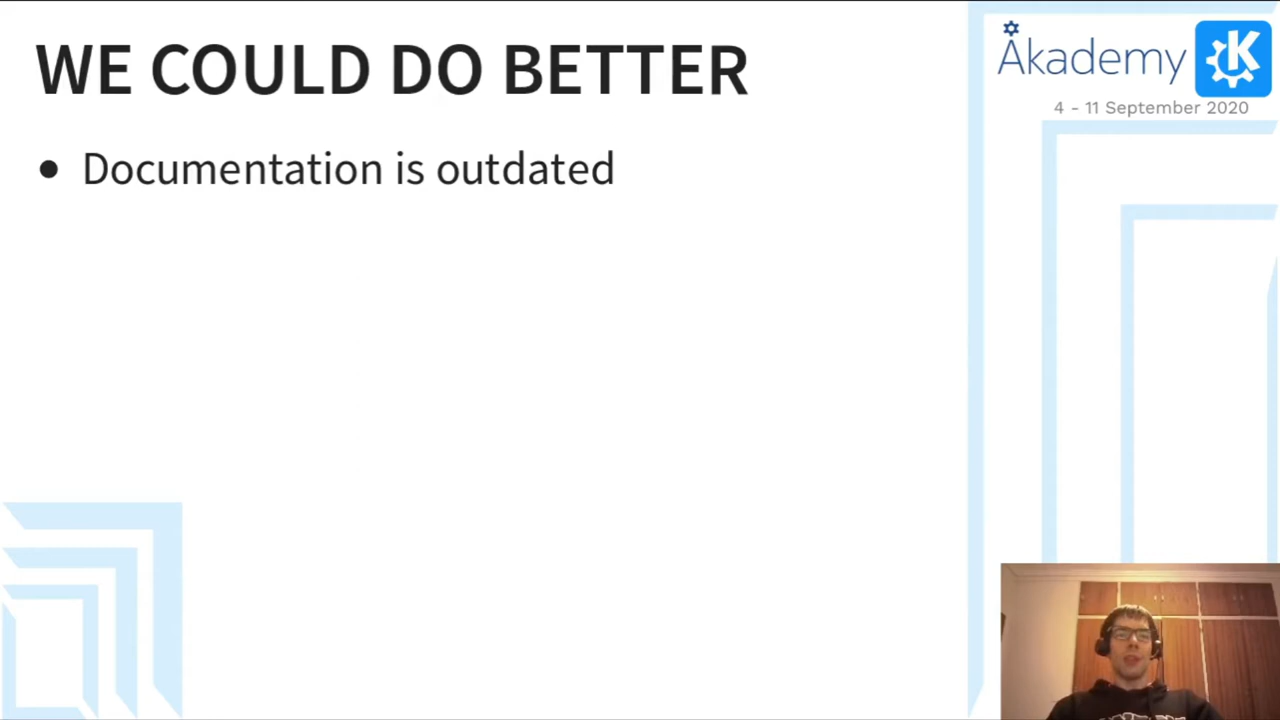 WE COULD DO BETTER
Akademy
4 - 11 September 2020
• Documentation is outdated